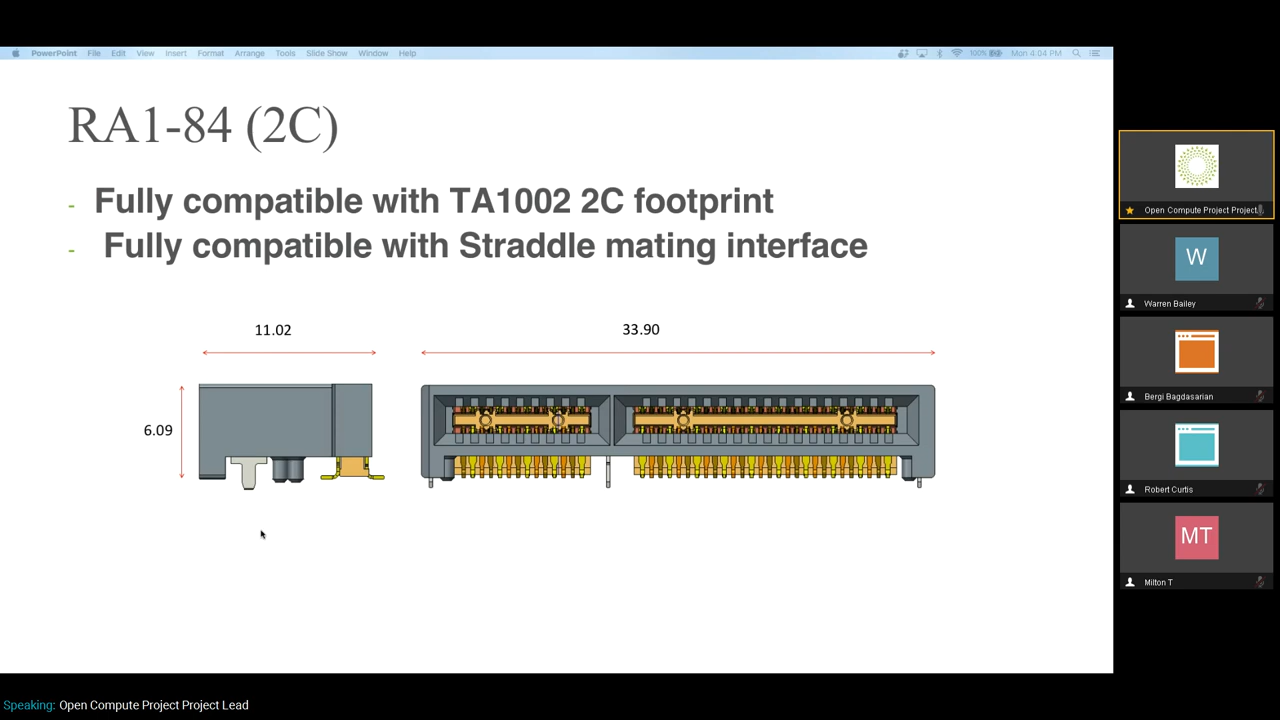 PowerPoint File Edit View Insert Format Arrange Tools Slide Show Window Help 100% Mon 4:04 PM
RA1-84 (2C)
- Fully compatible with TA1002 2C footprint
- Fully compatible with Straddle mating interface
11.02
33.90
6.09
Open Compute Project Project
W
Warren Bailey
Bergi Bagdasarian
Robert Curtis
MT
Milton T
Speaking: Open Compute Project Project Lead